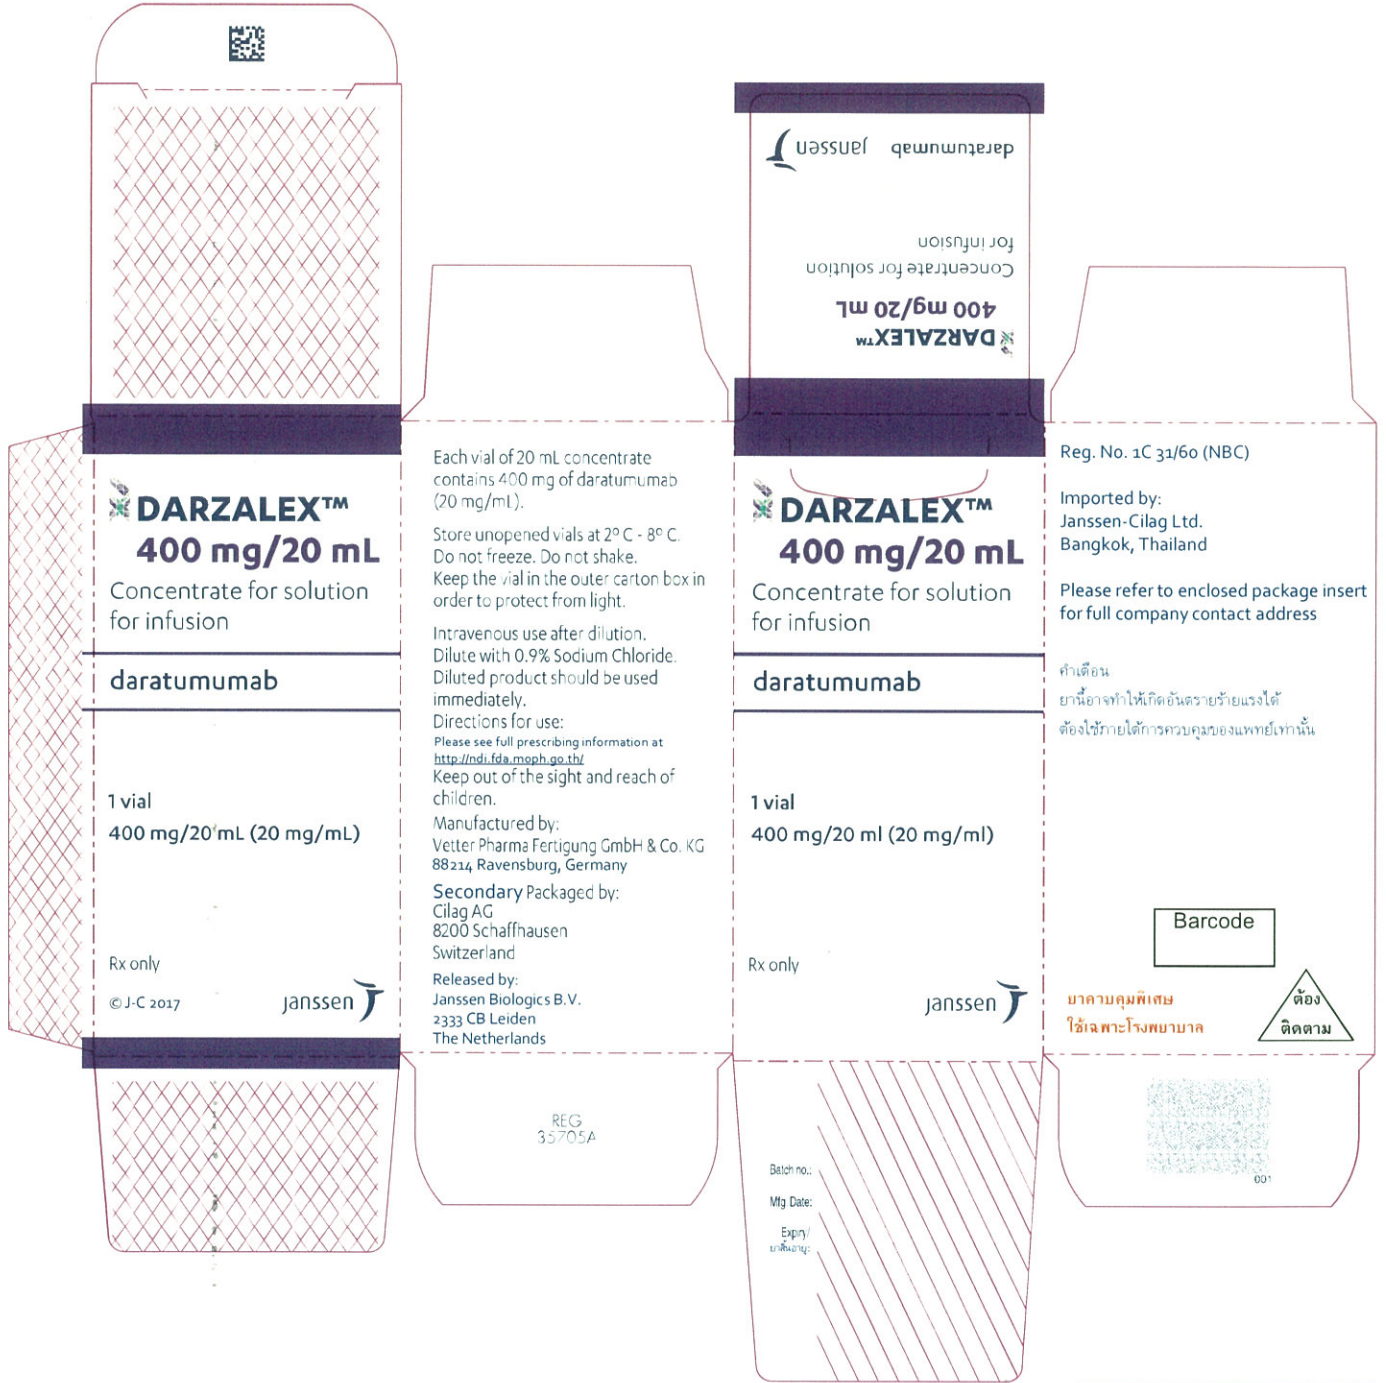 DARZALEX™
400 mg/20 mL
Concentrate for solution
for infusion
daratumumab
1 vial
400 mg/20 mL (20 mg/mL)
Rx only
© J-C 2017
janssen
Each vial of 20 mL concentrate
contains 400 mg of daratumumab
(20 mg/mL).
Store unopened vials at 2º C - 8º C.
Do not freeze. Do not shake.
Keep the vial in the outer carton box in
order to protect from light.
Intravenous use after dilution.
Dilute with 0.9% Sodium Chloride.
Diluted product should be used
immediately.
Directions for use:
Please see full prescribing information at
http://ndi.fda.moph.go.th/
Keep out of the sight and reach of
children.
Manufactured by:
Vetter Pharma Fertigung GmbH & Co. KG
88214 Ravensburg, Germany
Secondary Packaged by:
Cilag AG
8200 Schaffhausen
Switzerland
Released by:
Janssen Biologics B.V.
2333 CB Leiden
The Netherlands
REG
35705A
DARZALEX™
400 mg/20 mL
Concentrate for solution
for infusion
daratumumab janssen
DARZALEX™
400 mg/20 mL
Concentrate for solution
for infusion
daratumumab
1 vial
400 mg/20 ml (20 mg/ml)
Rx only
janssen
Batch no.:
Mfg Date:
Expiry/
ยาสิ้นอายุ:
Reg. No. 1C 31/60 (NBC)
Imported by:
Janssen-Cilag Ltd.
Bangkok, Thailand
Please refer to enclosed package insert
for full company contact address
คำเตือน
ยานี้อาจทำให้เกิดอันตรายร้ายแรงได้
ต้องใช้ภายใต้การควบคุมของแพทย์เท่านั้น
Barcode
ยาควบคุมพิเศษ
ใช้เฉพาะโรงพยาบาล
ต้อง
ติดตาม
001